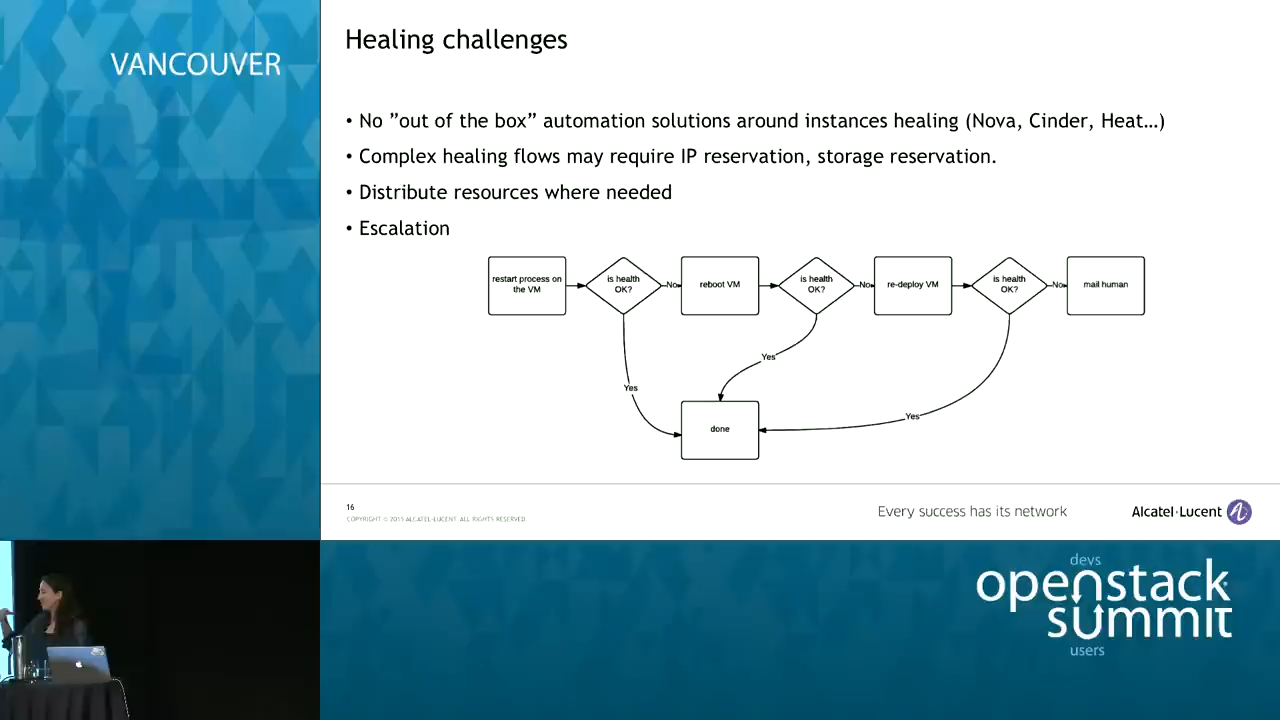 VANCOUVER
Healing challenges
• No ”out of the box” automation solutions around instances healing (Nova, Cinder, Heat…)
• Complex healing flows may require IP reservation, storage reservation.
• Distribute resources where needed
• Escalation
restart process on
the VM
is health
OK?
No
reboot VM
is health
OK?
No
re-deploy VM
is health
OK?
No
mail human
Yes
Yes
Yes
done
16
COPYRIGHT © 2015 ALCATEL-LUCENT. ALL RIGHTS RESERVED.
Every success has its network
Alcatel·Lucent
devs
openstack
summit
users